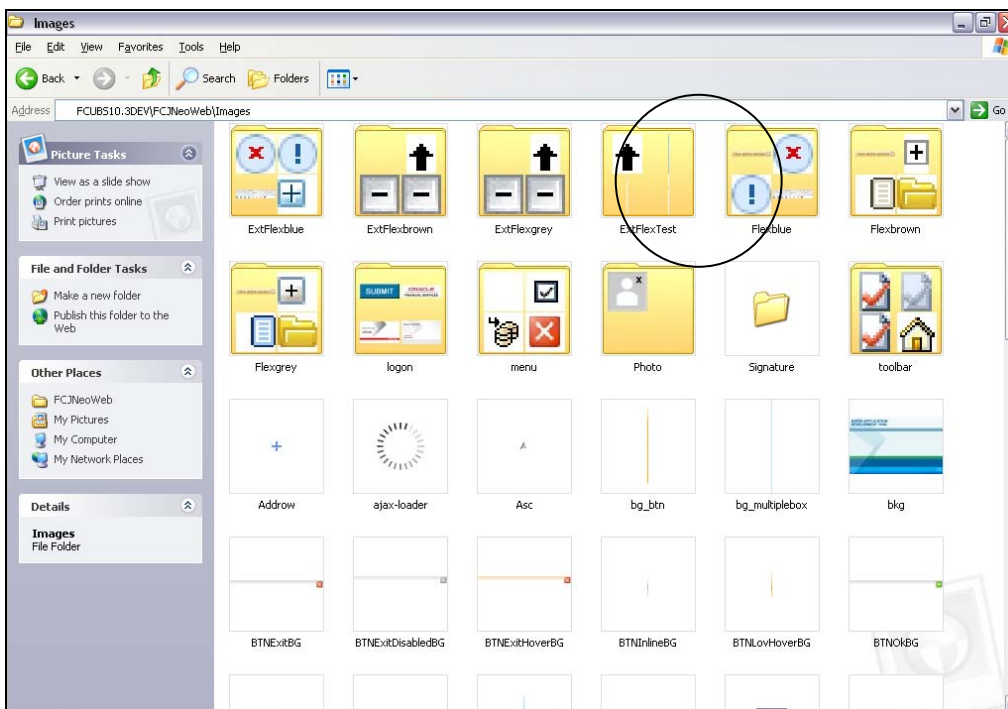 Images
File Edit View Favorites Tools Help
Back Search Folders
Address FCUBS10.3DEV\FCJNeoWeb\Images Go
Picture Tasks
View as a slide show
Order prints online
Print pictures
File and Folder Tasks
Make a new folder
Publish this folder to the
Web
Other Places
FCJNeoWeb
My Pictures
My Computer
My Network Places
Details
Images
File Folder
ExtFlexblue ExtFlexbrown ExtFlexgrey ExtFlexTest Flexblue Flexbrown
SUBMIT ORACLE
FINANCIAL SERVICES
Flexgrey logon menu Photo Signature toolbar
Addrow ajax-loader Asc bg_btn bg_multiplebox bkg
BTNExitBG BTNExitDisabledBG BTNExitHoverBG BTNInlineBG BTNLovHoverBG BTNOkBG